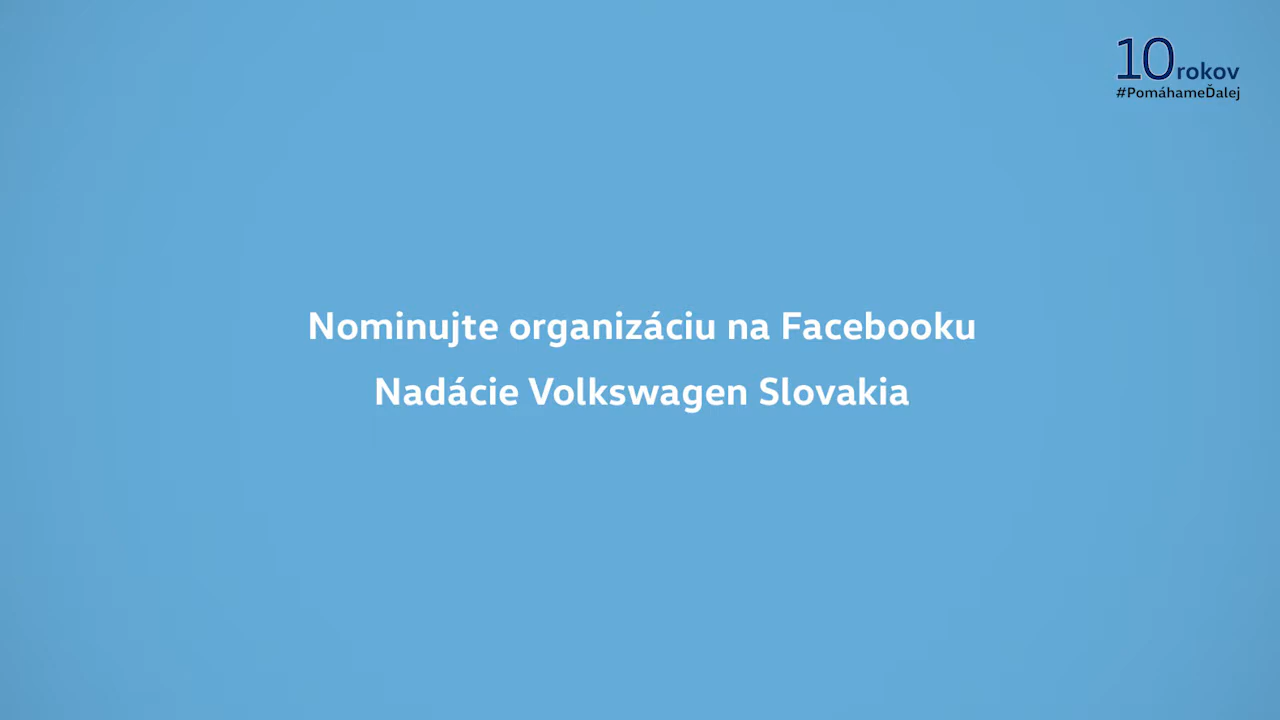 10 rokov
#PomáhameĎalej
Nominujte organizáciu na Facebooku
Nadácie Volkswagen Slovakia